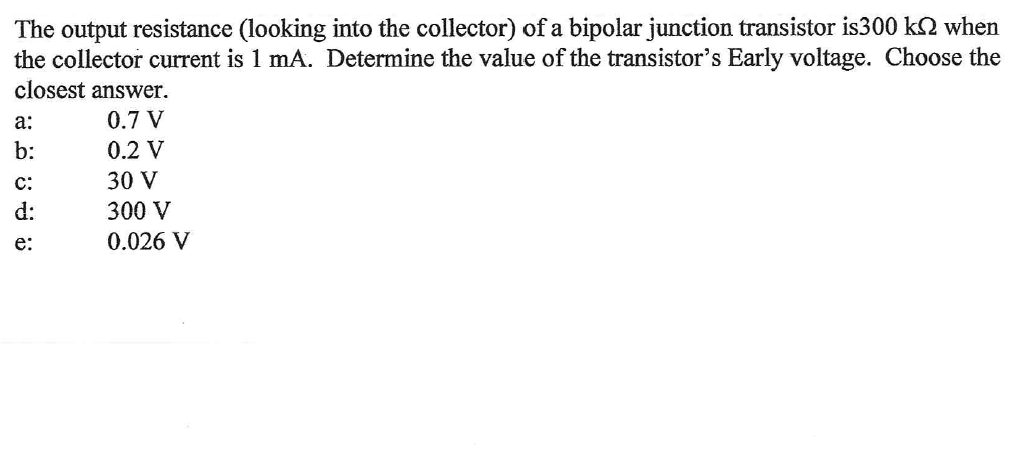 The output resistance (looking into the collector) of a bipolar junction transistor is300 kΩ when
the collector current is 1 mA. Determine the value of the transistor's Early voltage. Choose the
closest answer.
a: 0.7 V
b: 0.2 V
c: 30 V
d: 300 V
e: 0.026 V